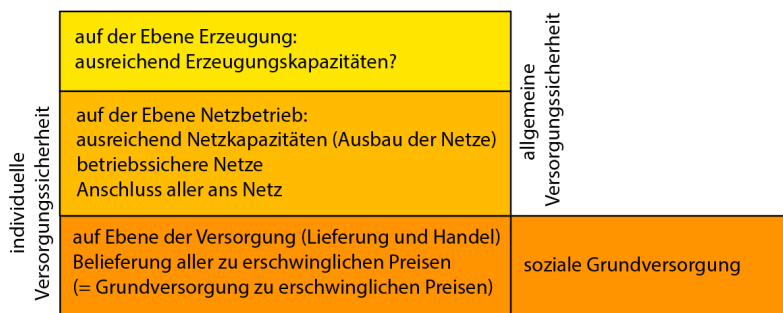 individuelle
Versorgungssicherheit
auf der Ebene Erzeugung:
ausreichend Erzeugungskapazitäten?
auf der Ebene Netzbetrieb:
ausreichend Netzkapazitäten (Ausbau der Netze)
betriebssichere Netze
Anschluss aller ans Netz
allgemeine
Versorgungssicherheit
auf Ebene der Versorgung (Lieferung und Handel)
Belieferung aller zu erschwinglichen Preisen
(= Grundversorgung zu erschwinglichen Preisen)
soziale Grundversorgung